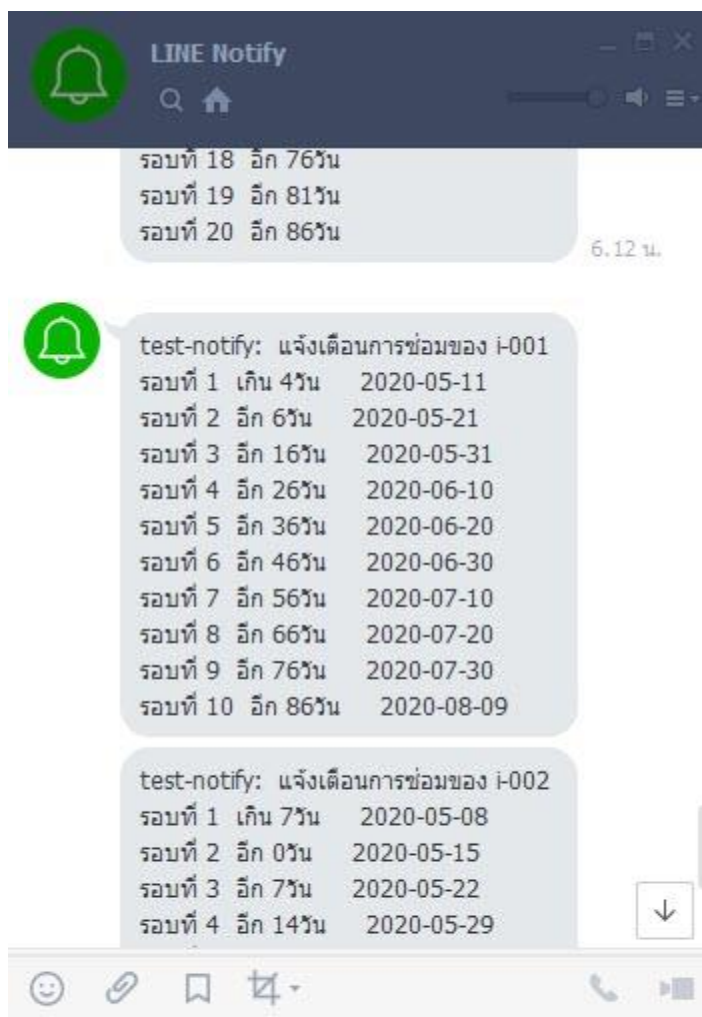 LINE Notify
รอบที่ 18 อีก 76วัน
รอบที่ 19 อีก 81วัน
รอบที่ 20 อีก 86วัน
6.12 น.
test-notify: แจ้งเตือนการซ่อมของ i-001
รอบที่ 1 เกิน 4วัน 2020-05-11
รอบที่ 2 อีก 6วัน 2020-05-21
รอบที่ 3 อีก 16วัน 2020-05-31
รอบที่ 4 อีก 26วัน 2020-06-10
รอบที่ 5 อีก 36วัน 2020-06-20
รอบที่ 6 อีก 46วัน 2020-06-30
รอบที่ 7 อีก 56วัน 2020-07-10
รอบที่ 8 อีก 66วัน 2020-07-20
รอบที่ 9 อีก 76วัน 2020-07-30
รอบที่ 10 อีก 86วัน 2020-08-09
test-notify: แจ้งเตือนการซ่อมของ i-002
รอบที่ 1 เกิน 7วัน 2020-05-08
รอบที่ 2 อีก 0วัน 2020-05-15
รอบที่ 3 อีก 7วัน 2020-05-22
รอบที่ 4 อีก 14วัน 2020-05-29